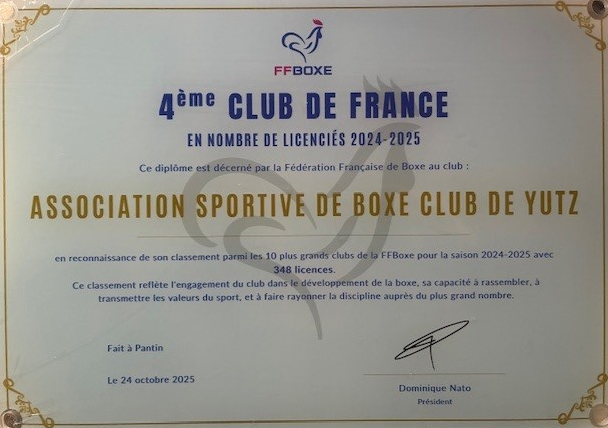 FFBOXE
4ème CLUB DE FRANCE
EN NOMBRE DE LICENCIÉS 2024-2025
Ce diplôme est décerné par la Fédération Française de Boxe au club :
ASSOCIATION SPORTIVE DE BOXE CLUB DE YUTZ
en reconnaissance de son classement parmi les 10 plus grands clubs de la FFBoxe pour la saison 2024-2025 avec
348 licences.
Ce classement reflète l'engagement du club dans le développement de la boxe, sa capacité à rassembler, à
transmettre les valeurs du sport, et à faire rayonner la discipline auprès du plus grand nombre.
Fait à Pantin
Le 24 octobre 2025
Dominique Nato
Président